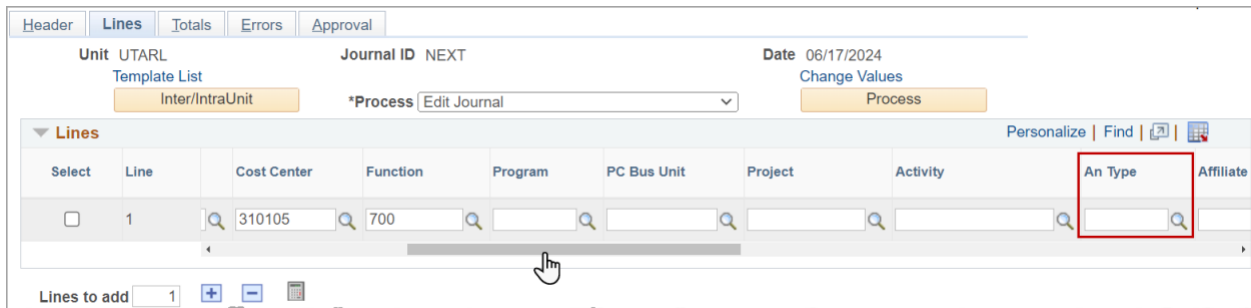 Header Lines Totals Errors Approval
Unit UTARL Journal ID NEXT Date 06/17/2024
Template List Change Values
Inter/IntraUnit *Process Edit Journal Process
Lines Personalize | Find |
Select Line Cost Center Function Program PC Bus Unit Project Activity An Type Affiliate
1 310105 700
Lines to add 1